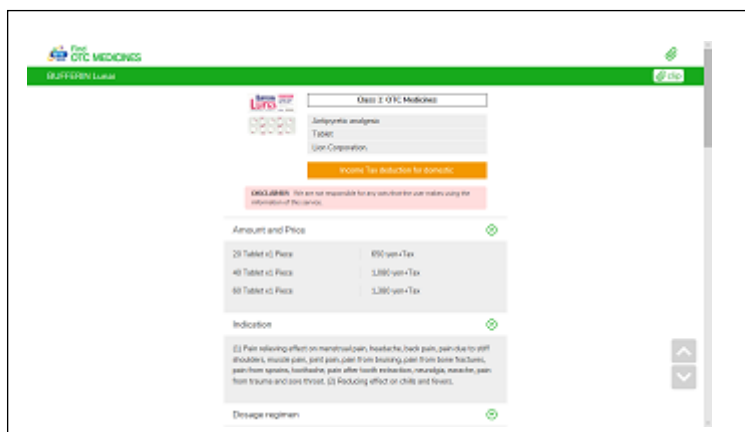 Find
OTC MEDICINES
BUFFERIN Luna i
clip
Luna
Class 2 OTC Medicines
Antipyretic analgesic
Tablet
Lion Corporation
Income Tax deduction for domestic
DISCLAIMER: We are not responsible for any acts that the user makes using the
information of this service.
Amount and Price
20 Tablet x1 Piece 650 yen+Tax
40 Tablet x1 Piece 1,080 yen+Tax
60 Tablet x1 Piece 1,380 yen+Tax
Indication
(1) Pain relieving effect on menstrual pain, headache, back pain, pain due to stiff
shoulders, muscle pain, joint pain, pain from bruising, pain from bone fractures,
pain from sprains, toothache, pain after tooth extraction, neuralgia, earache, pain
from trauma and sore throat. (2) Reducing effect on chills and fevers.
Dosage regimen